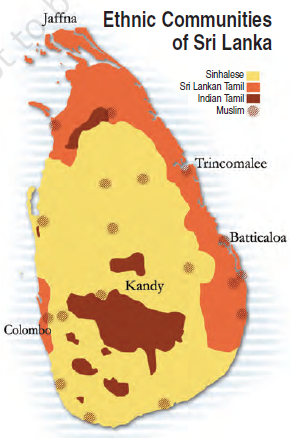 Jaffna
Ethnic Communities
of Sri Lanka
Sinhalese
Sri Lankan Tamil
Indian Tamil
Muslim
Trincomalee
Batticaloa
Kandy
Colombo